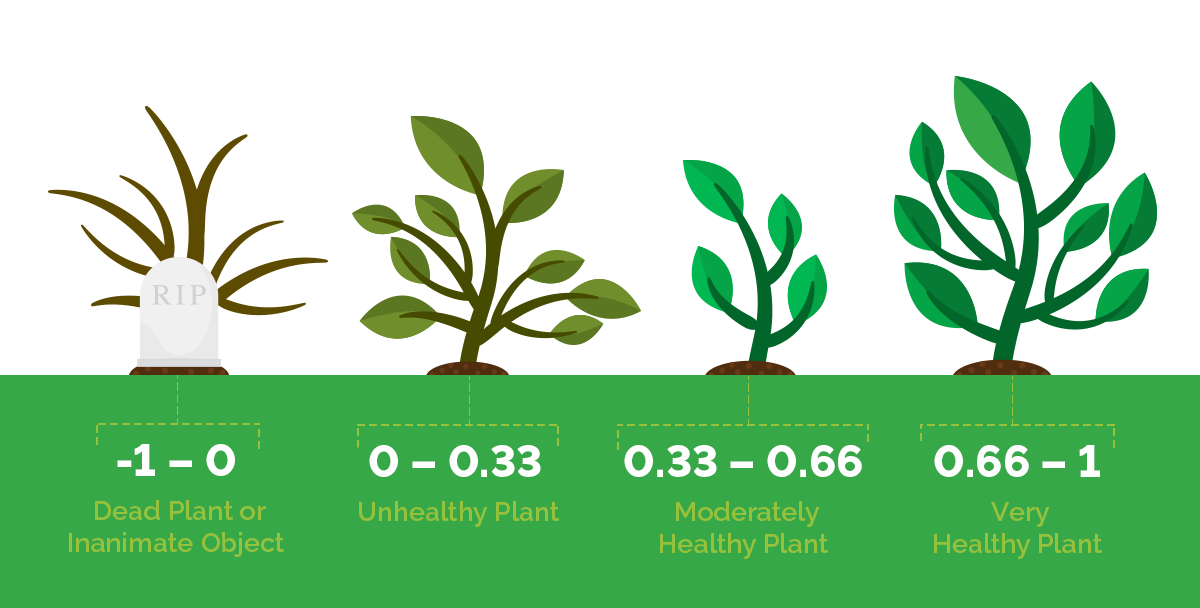 RIP
-1 – 0
Dead Plant or
Inanimate Object
0 – 0.33
Unhealthy Plant
0.33 – 0.66
Moderately
Healthy Plant
0.66 – 1
Very
Healthy Plant